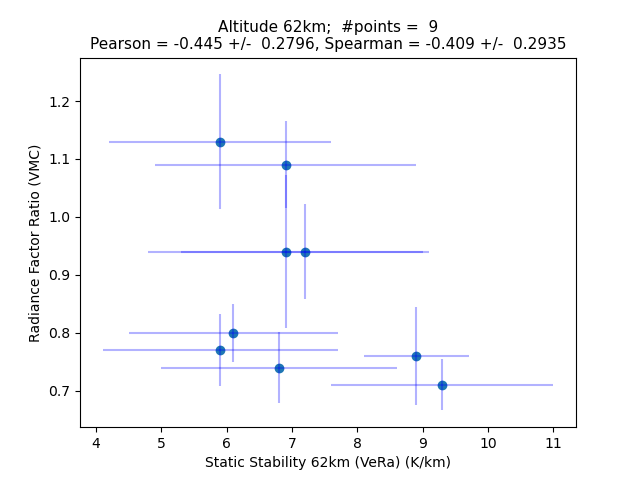 Altitude 62km;  #points =  9
Pearson = -0.445 +/-  0.2796, Spearman = -0.409 +/-  0.2935
1.2
1.1
1.0
0.9
0.8
0.7
Radiance Factor Ratio (VMC)
4 5 6 7 8 9 10 11
Static Stability 62km (VeRa) (K/km)